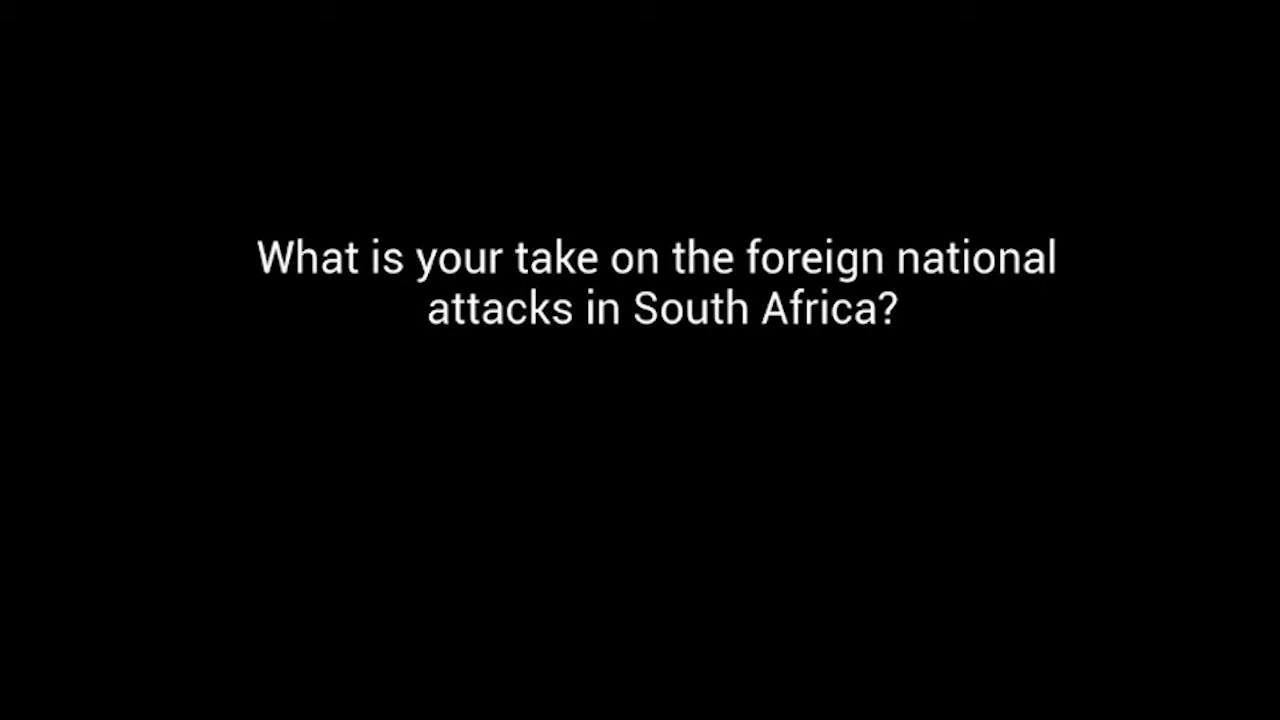 What is your take on the foreign national
attacks in South Africa?